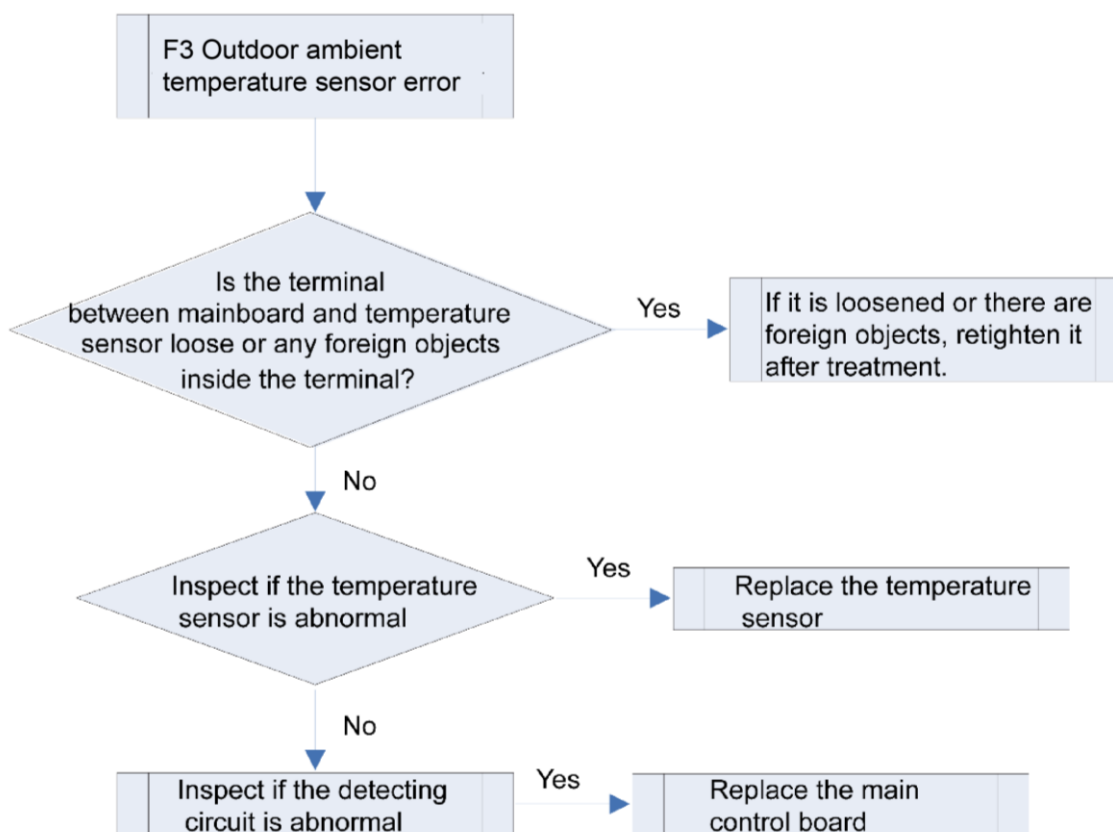 F3 Outdoor ambient
temperature sensor error
Is the terminal
between mainboard and temperature
sensor loose or any foreign objects
inside the terminal?
Yes
If it is loosened or there are
foreign objects, retighten it
after treatment.
No
Inspect if the temperature
sensor is abnormal
Yes
Replace the temperature
sensor
No
Inspect if the detecting
circuit is abnormal
Yes
Replace the main
control board